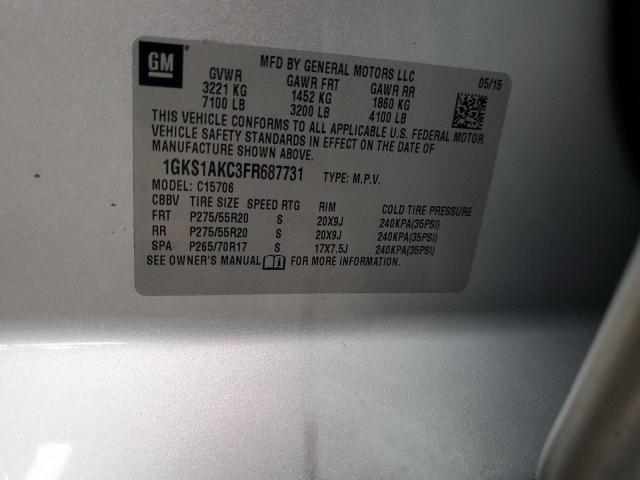 GM
MFD BY GENERAL MOTORS LLC
05/15
GVWR GAWR FRT GAWR RR
3221 KG 1452 KG 1860 KG
7100 LB 3200 LB 4100 LB
THIS VEHICLE CONFORMS TO ALL APPLICABLE U.S. FEDERAL MOTOR
VEHICLE SAFETY STANDARDS IN EFFECT ON THE DATE OF
MANUFACTURE SHOWN ABOVE.
1GKS1AKC3FR687731 TYPE: M.P.V.
MODEL: C15706
CBBV TIRE SIZE SPEED RTG RIM COLD TIRE PRESSURE
FRT P275/55R20 S 20X9J 240KPA(35PSI)
RR P275/55R20 S 20X9J 240KPA(35PSI)
SPA P265/70R17 S 17X7.5J 240KPA(35PSI)
SEE OWNER'S MANUAL FOR MORE INFORMATION.